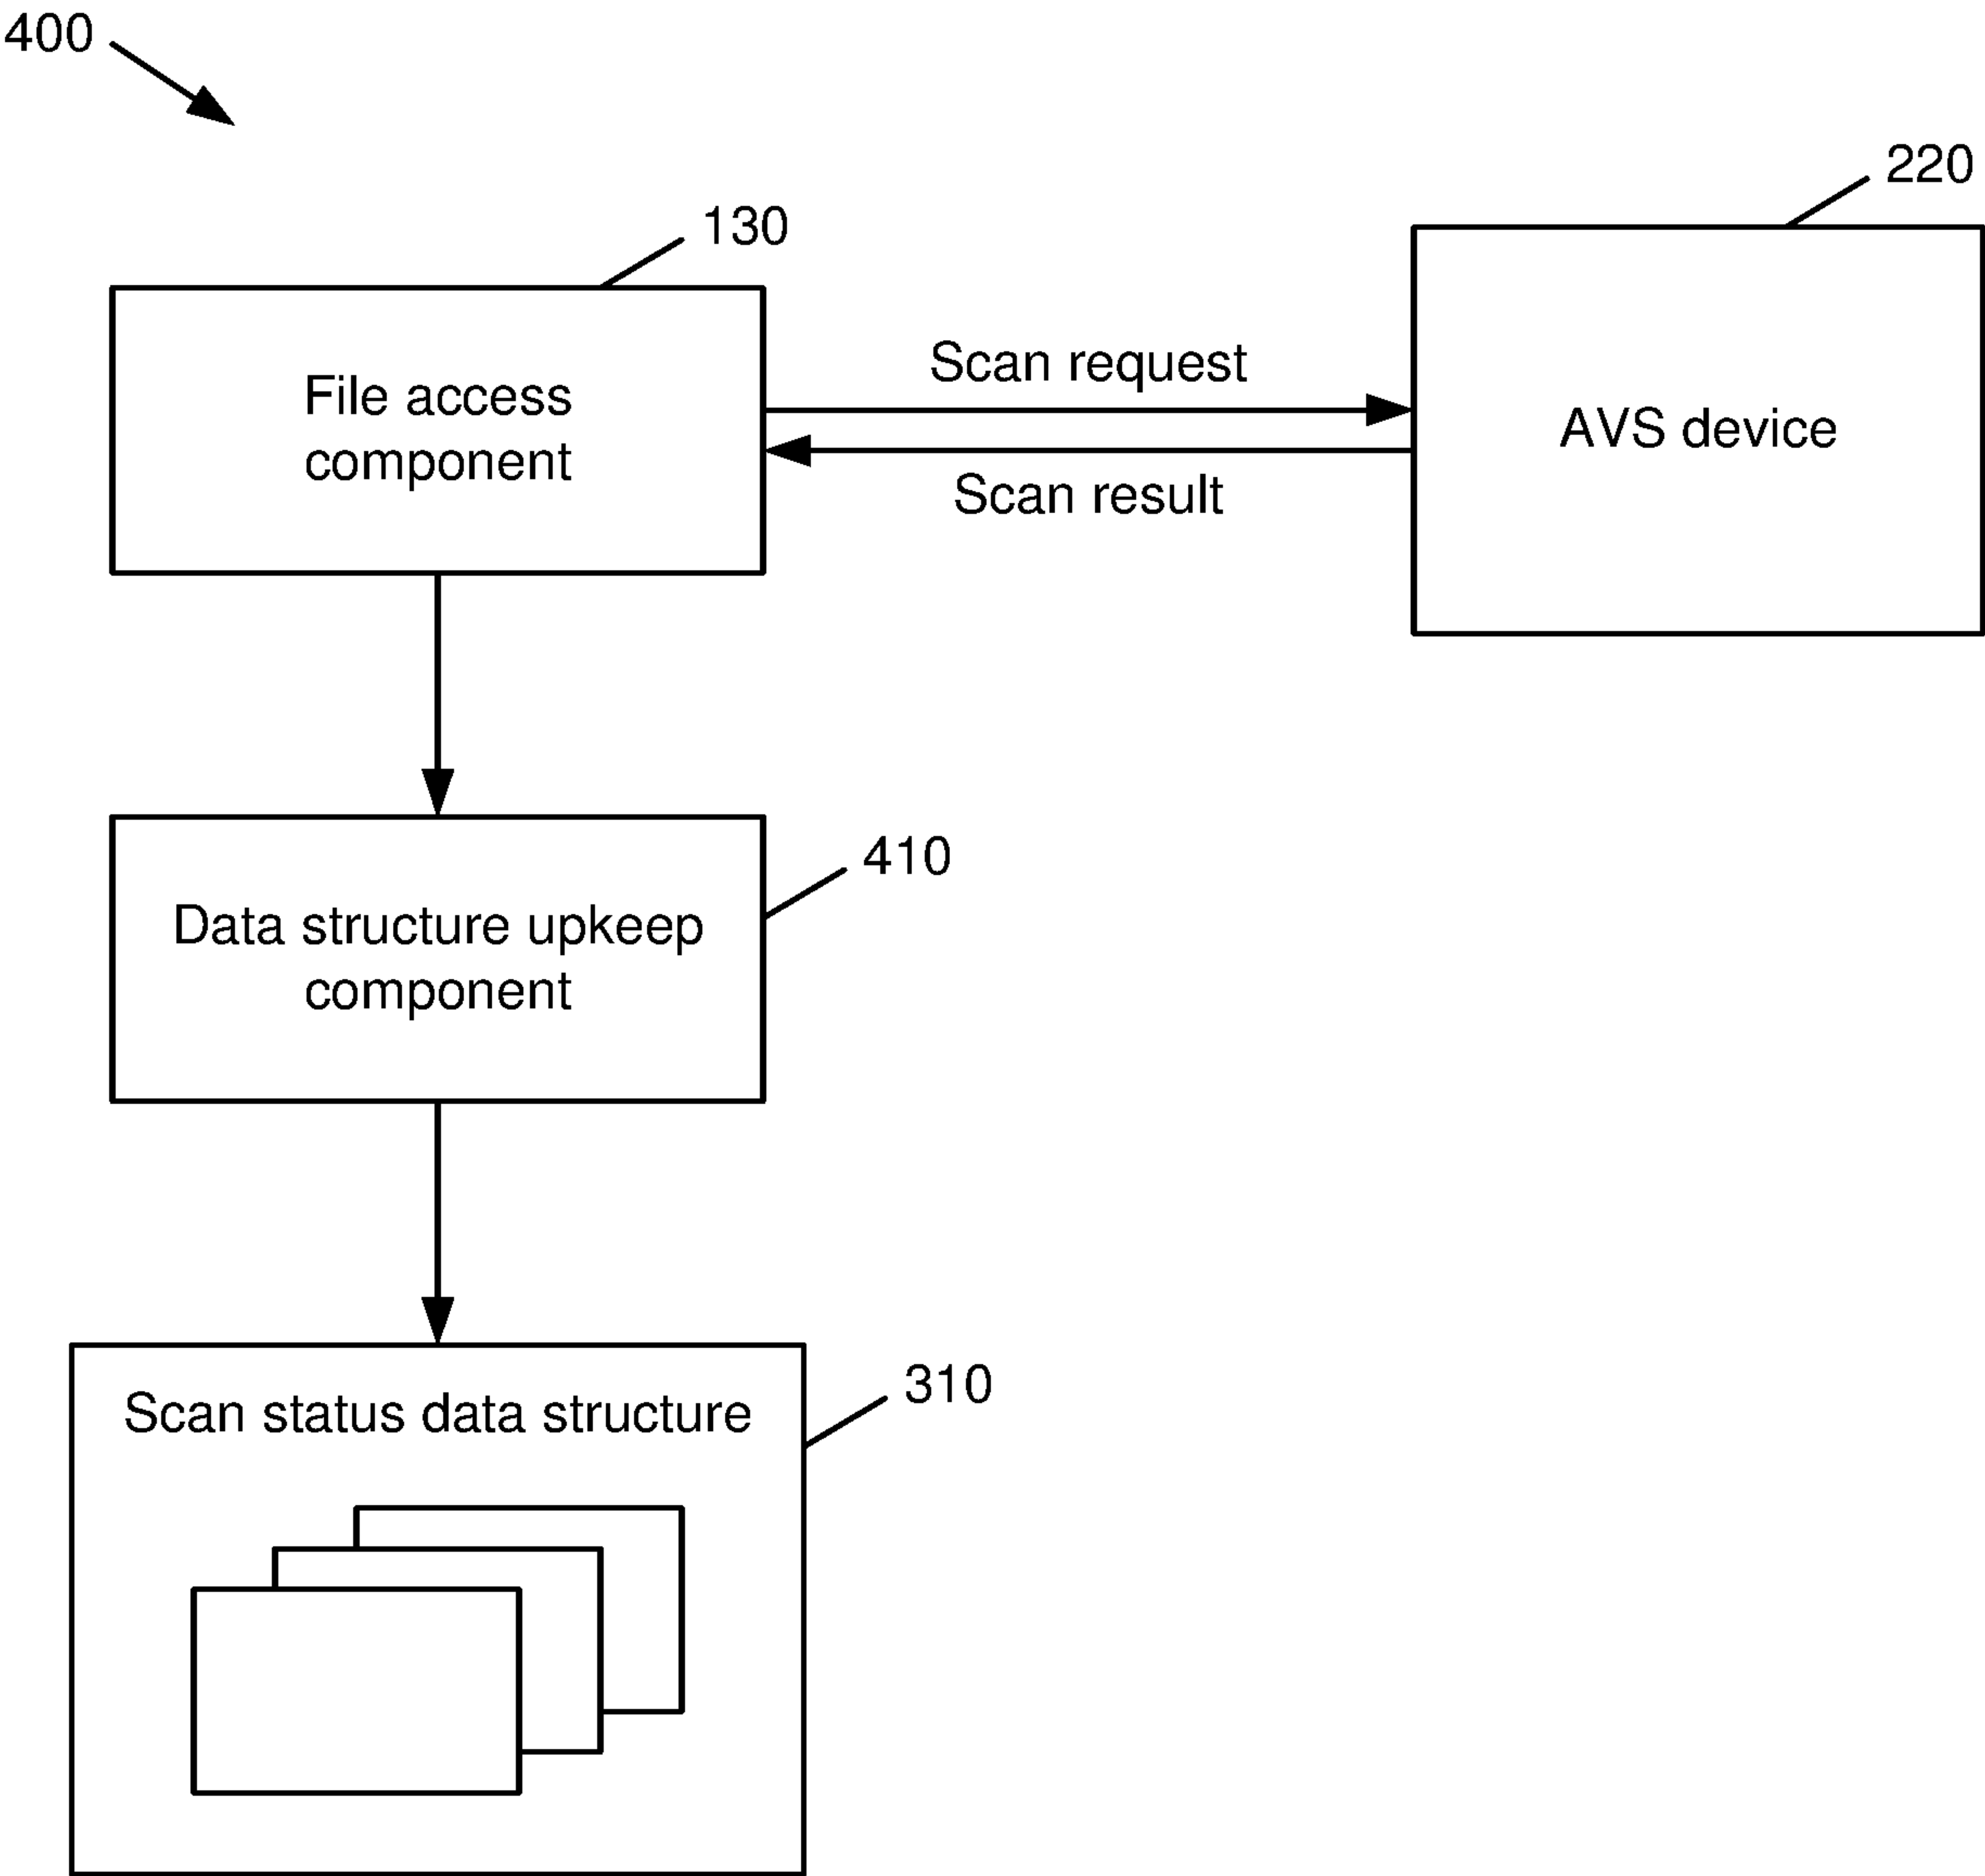 400
220
130
File access
component
Scan request
Scan result
AVS device
410
Data structure upkeep
component
310
Scan status data structure